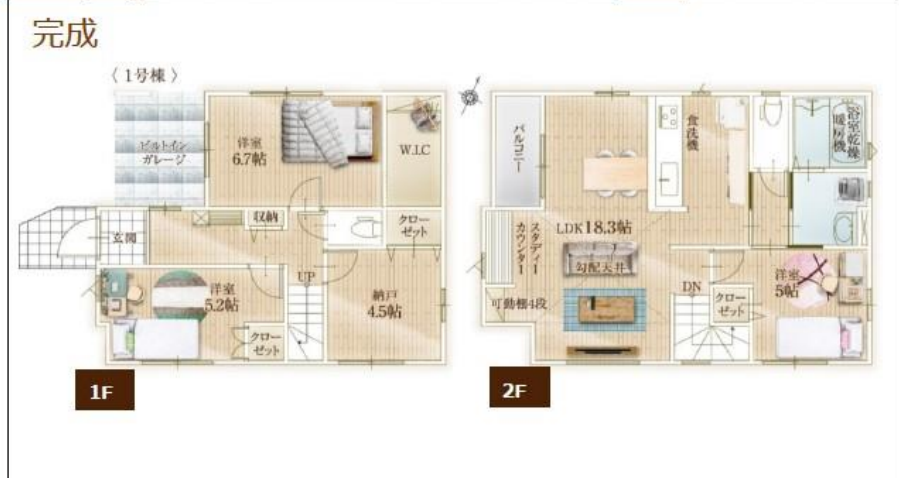 完成
〈 1号棟 〉
ビルトイン
ガレージ
洋室
6.7帖
W.I.C
収納
クロー
ゼット
玄関
洋室
5.2帖
UP
納戸
4.5帖
クロー
ゼット
1F
バルコニー
食洗機
浴室乾燥
暖房機
スタディー
カウンター
LDK18.3帖
勾配天井
可動棚4段
DN
洋室
5帖
クロー
ゼット
2F